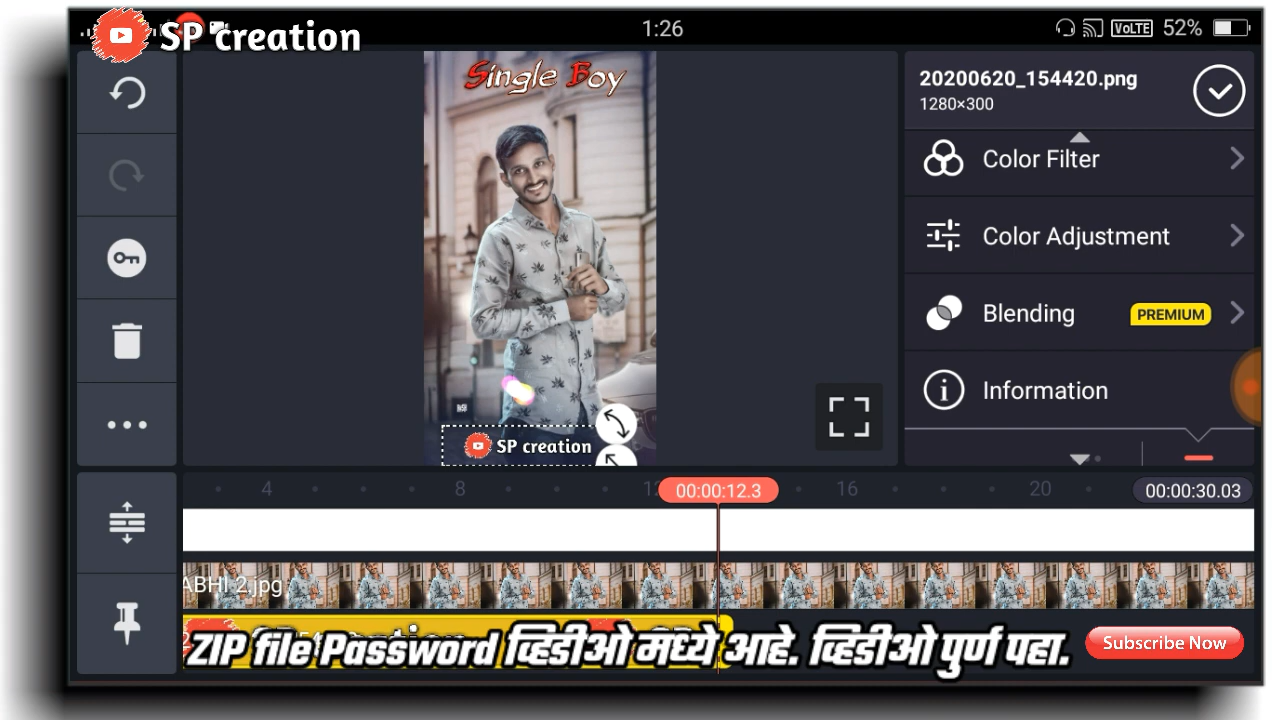 SP creation
1:26
VoLTE 52%
Single Boy
20200620_154420.png
1280×300
Color Filter
Color Adjustment
Blending PREMIUM
Information
SP creation
4 8 12 00:00:12.3 16 20 00:00:30.03
ABHI 2.jpg
ZIP file Password व्हिडीओ मध्ये आहे. व्हिडीओ पुर्ण पहा.
Subscribe Now